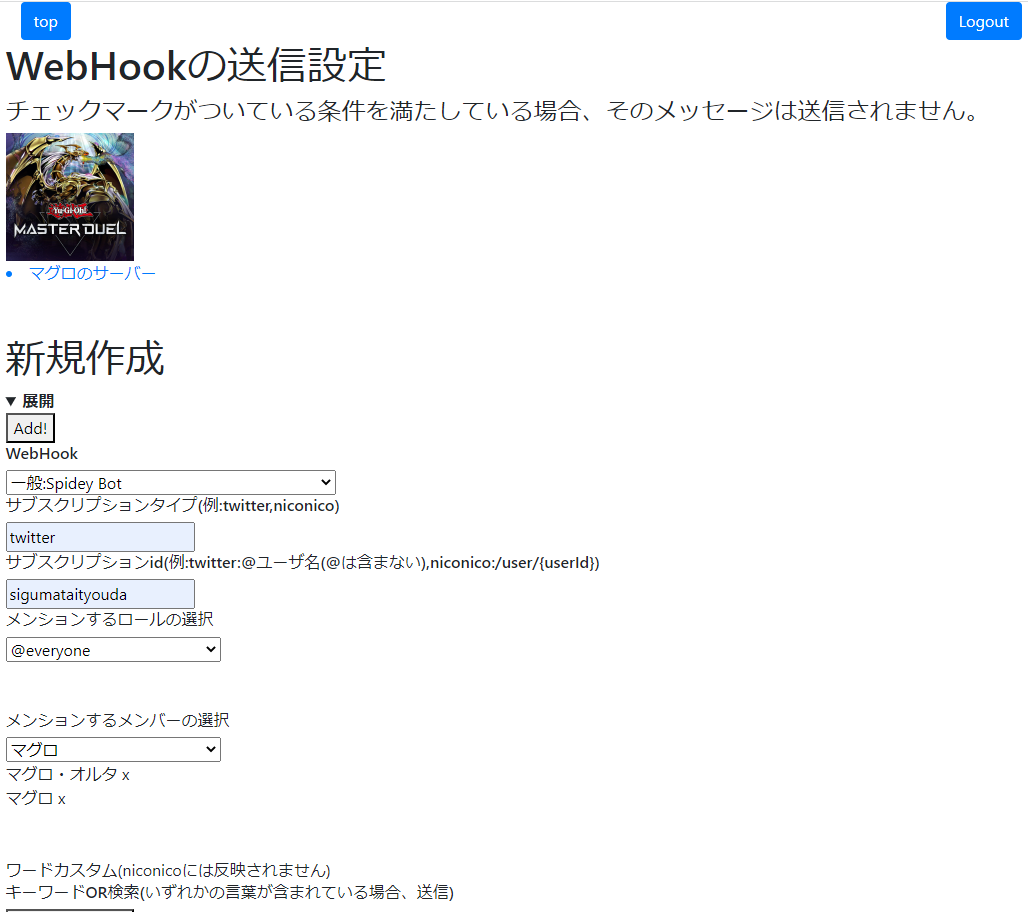 top
Logout
WebHookの送信設定
チェックマークがついている条件を満たしている場合、そのメッセージは送信されません。
Yu-Gi-Oh!
MASTER DUEL
マグロのサーバー
新規作成
▼ 展開
Add!
WebHook
一般:Spidey Bot
サブスクリプションタイプ(例:twitter,niconico)
twitter
サブスクリプションid(例:twitter:@ユーザ名(@は含まない),niconico:/user/{userId})
sigumataityouda
メンションするロールの選択
@everyone
メンションするメンバーの選択
マグロ
マグロ・オルタ x
マグロ x
ワードカスタム(niconicoには反映されません)
キーワードOR検索(いずれかの言葉が含まれている場合、送信)